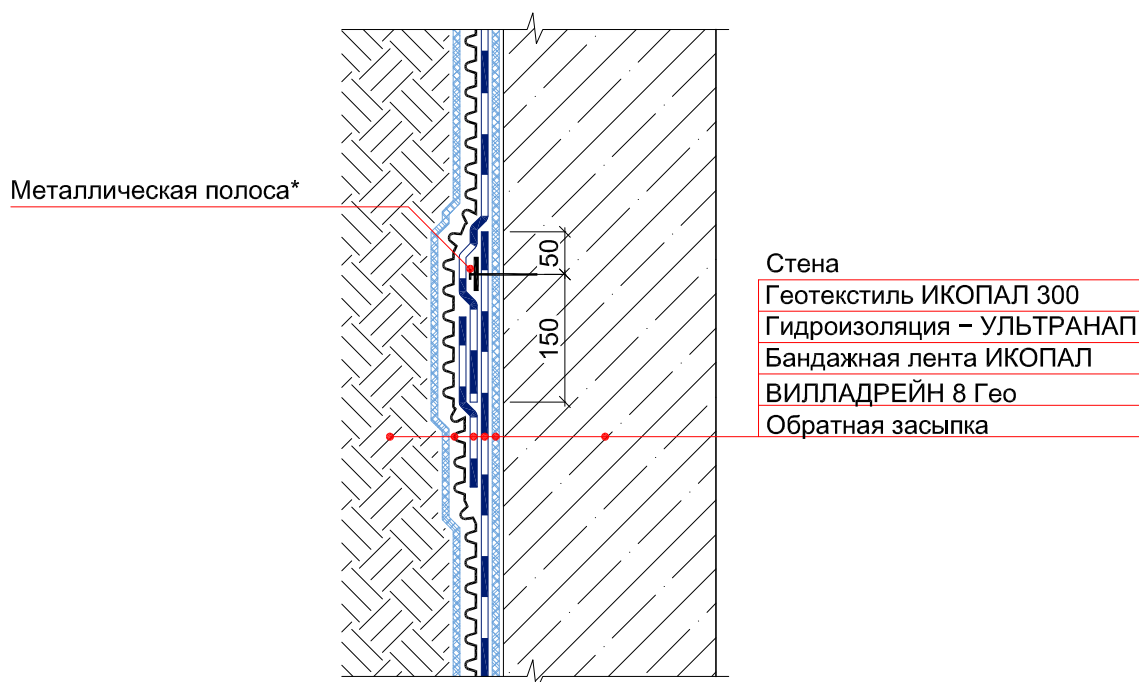 Металлическая полоса*
50
150
Стена
Геотекстиль ИКОПАЛ 300
Гидроизоляция – УЛЬТРАНАП
Бандажная лента ИКОПАЛ
ВИЛЛАДРЕЙН 8 Гео
Обратная засыпка